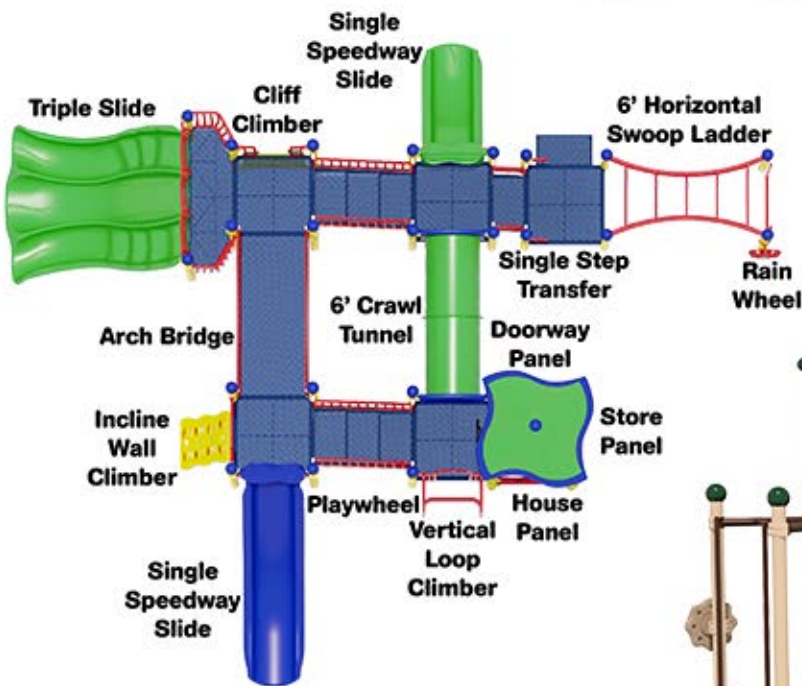 Single
Speedway
Slide
Triple Slide
Cliff
Climber
6' Horizontal
Swoop Ladder
Single Step
Transfer
Rain
Wheel
Arch Bridge
6' Crawl
Tunnel
Doorway
Panel
Incline
Wall
Climber
Store
Panel
Playwheel
Vertical
Loop
Climber
House
Panel
Single
Speedway
Slide